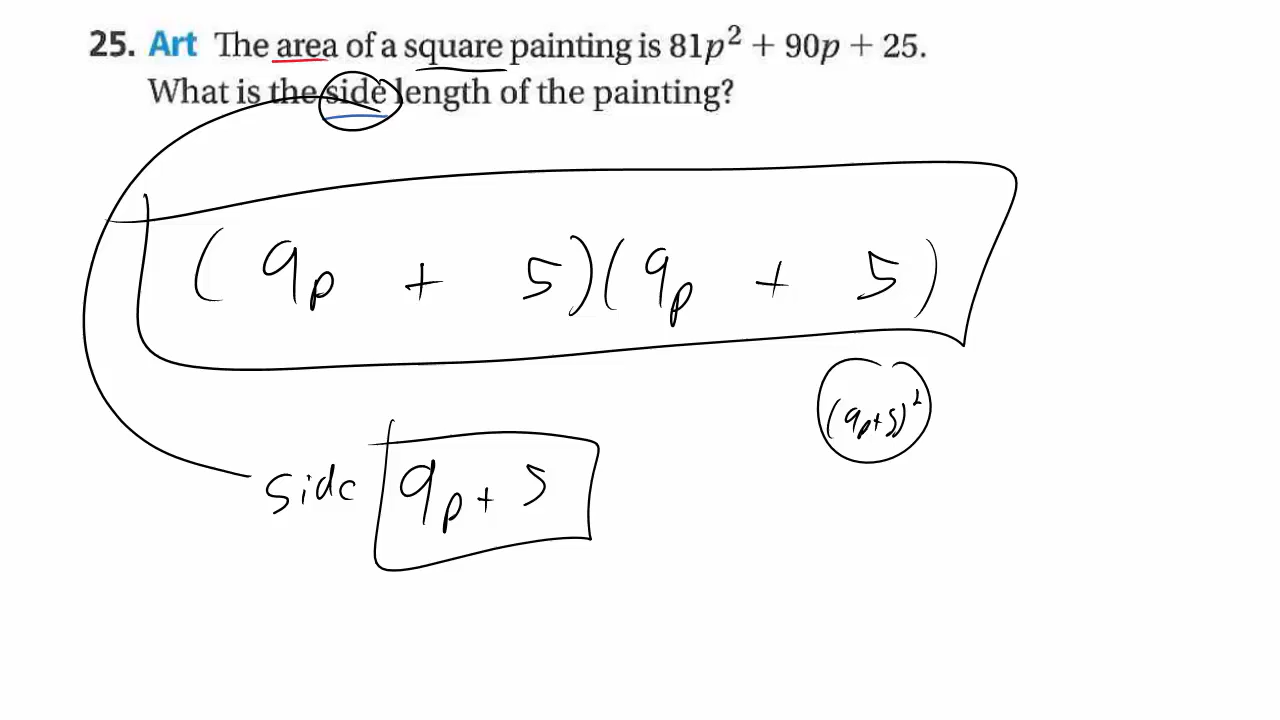 25. Art The area of a square painting is 81p² + 90p + 25.
What is the side length of the painting?
(9p + 5)(9p + 5)
(9p+5)²
side 9p + 5